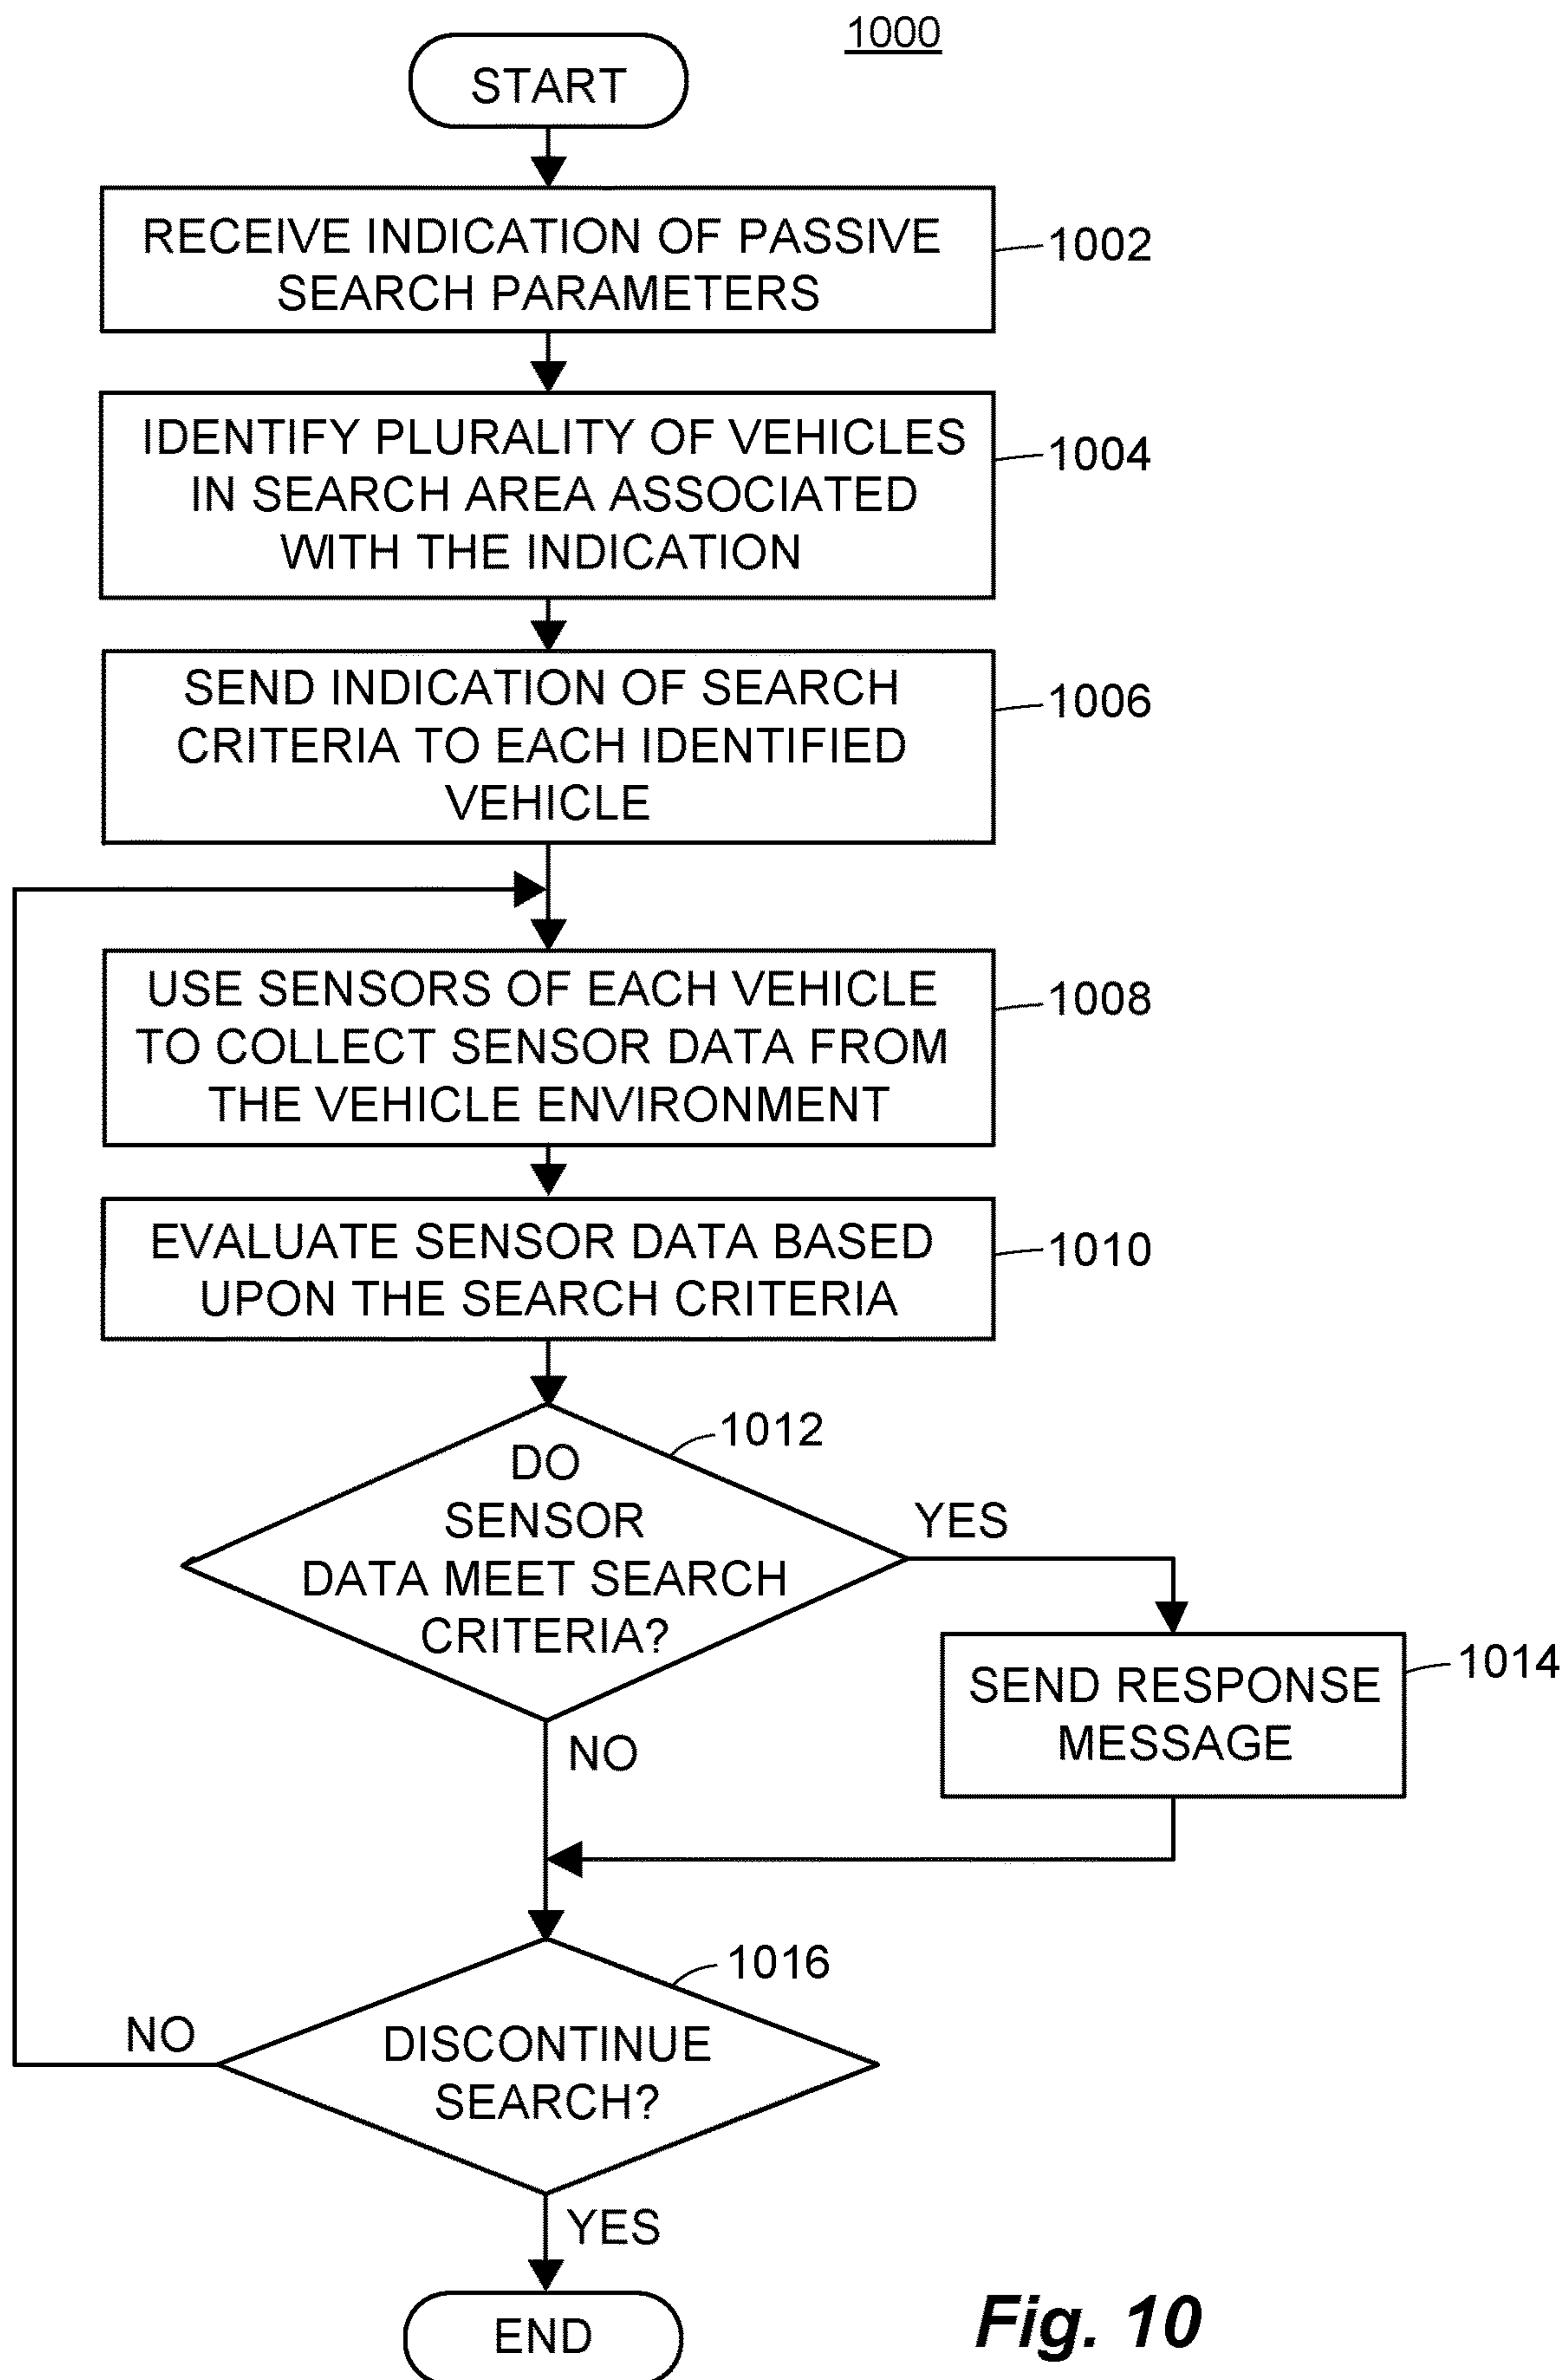 1000
START
RECEIVE INDICATION OF PASSIVE
SEARCH PARAMETERS
1002
IDENTIFY PLURALITY OF VEHICLES
IN SEARCH AREA ASSOCIATED
WITH THE INDICATION
1004
SEND INDICATION OF SEARCH
CRITERIA TO EACH IDENTIFIED
VEHICLE
1006
USE SENSORS OF EACH VEHICLE
TO COLLECT SENSOR DATA FROM
THE VEHICLE ENVIRONMENT
1008
EVALUATE SENSOR DATA BASED
UPON THE SEARCH CRITERIA
1010
DO
SENSOR
DATA MEET SEARCH
CRITERIA?
1012
YES
SEND RESPONSE
MESSAGE
1014
NO
DISCONTINUE
SEARCH?
1016
NO
YES
END
Fig. 10